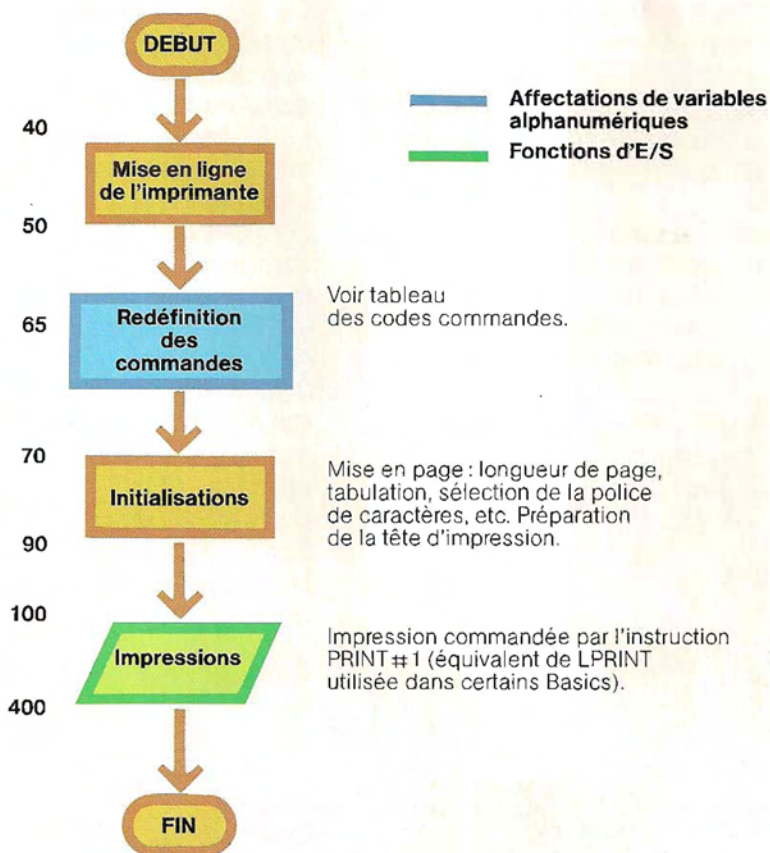 DEBUT
Affectations de variables
alphanumériques
Fonctions d'E/S
40
Mise en ligne
de l'imprimante
50
65
Redéfinition
des
commandes
Voir tableau
des codes commandes.
70
Initialisations
Mise en page : longueur de page,
tabulation, sélection de la police
de caractères, etc. Préparation
de la tête d'impression.
90
100
Impressions
Impression commandée par l'instruction
PRINT # 1 (équivalent de LPRINT
utilisée dans certains Basics).
400
FIN